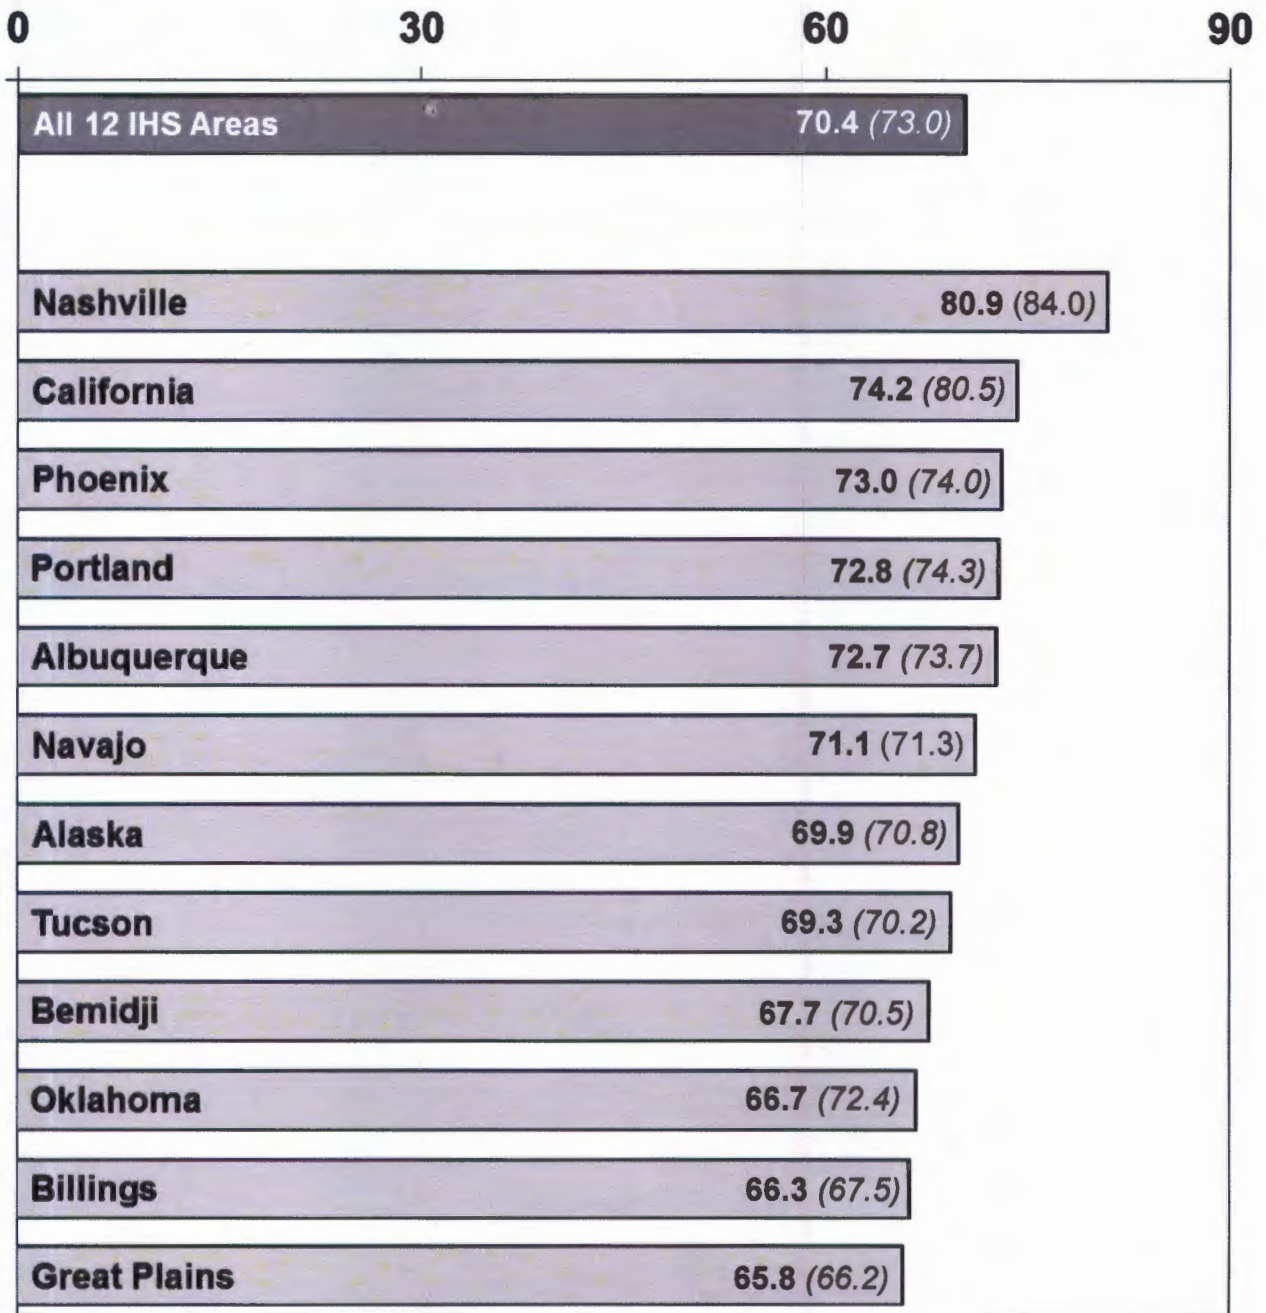 0 30 60 90
All 12 IHS Areas 70.4 (73.0)
Nashville 80.9 (84.0)
California 74.2 (80.5)
Phoenix 73.0 (74.0)
Portland 72.8 (74.3)
Albuquerque 72.7 (73.7)
Navajo 71.1 (71.3)
Alaska 69.9 (70.8)
Tucson 69.3 (70.2)
Bemidji 67.7 (70.5)
Oklahoma 66.7 (72.4)
Billings 66.3 (67.5)
Great Plains 65.8 (66.2)